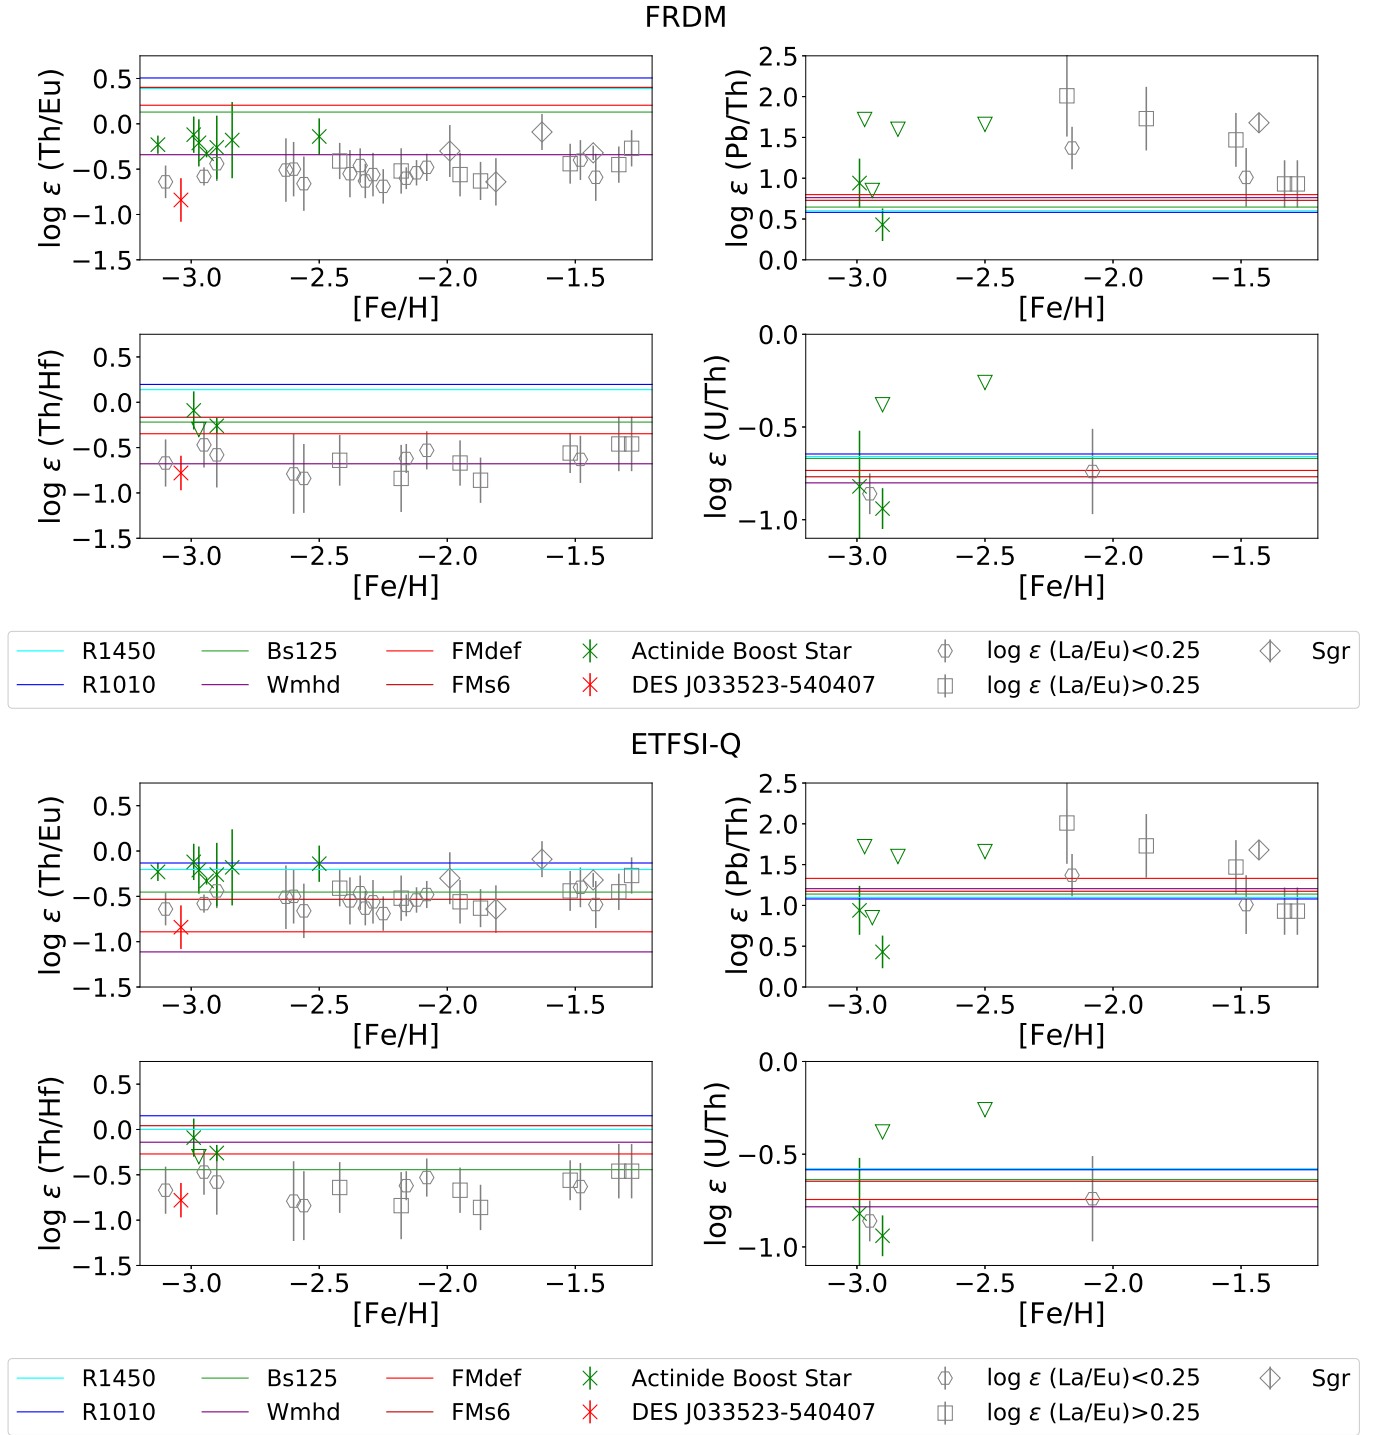 FRDM
log ε (Th/Eu)
0.5
0.0
−0.5
−1.0
−1.5
−3.0 −2.5 −2.0 −1.5
[Fe/H]
log ε (Pb/Th)
2.5
2.0
1.5
1.0
0.5
0.0
−3.0 −2.5 −2.0 −1.5
[Fe/H]
log ε (Th/Hf)
0.5
0.0
−0.5
−1.0
−1.5
−3.0 −2.5 −2.0 −1.5
[Fe/H]
log ε (U/Th)
0.0
−0.5
−1.0
−3.0 −2.5 −2.0 −1.5
[Fe/H]
R1450 Bs125 FMdef Actinide Boost Star log ε (La/Eu)<0.25 Sgr
R1010 Wmhd FMs6 DES J033523-540407 log ε (La/Eu)>0.25
ETFSI-Q
log ε (Th/Eu)
0.5
0.0
−0.5
−1.0
−1.5
−3.0 −2.5 −2.0 −1.5
[Fe/H]
log ε (Pb/Th)
2.5
2.0
1.5
1.0
0.5
0.0
−3.0 −2.5 −2.0 −1.5
[Fe/H]
log ε (Th/Hf)
0.5
0.0
−0.5
−1.0
−1.5
−3.0 −2.5 −2.0 −1.5
[Fe/H]
log ε (U/Th)
0.0
−0.5
−1.0
−3.0 −2.5 −2.0 −1.5
[Fe/H]
R1450 Bs125 FMdef Actinide Boost Star log ε (La/Eu)<0.25 Sgr
R1010 Wmhd FMs6 DES J033523-540407 log ε (La/Eu)>0.25